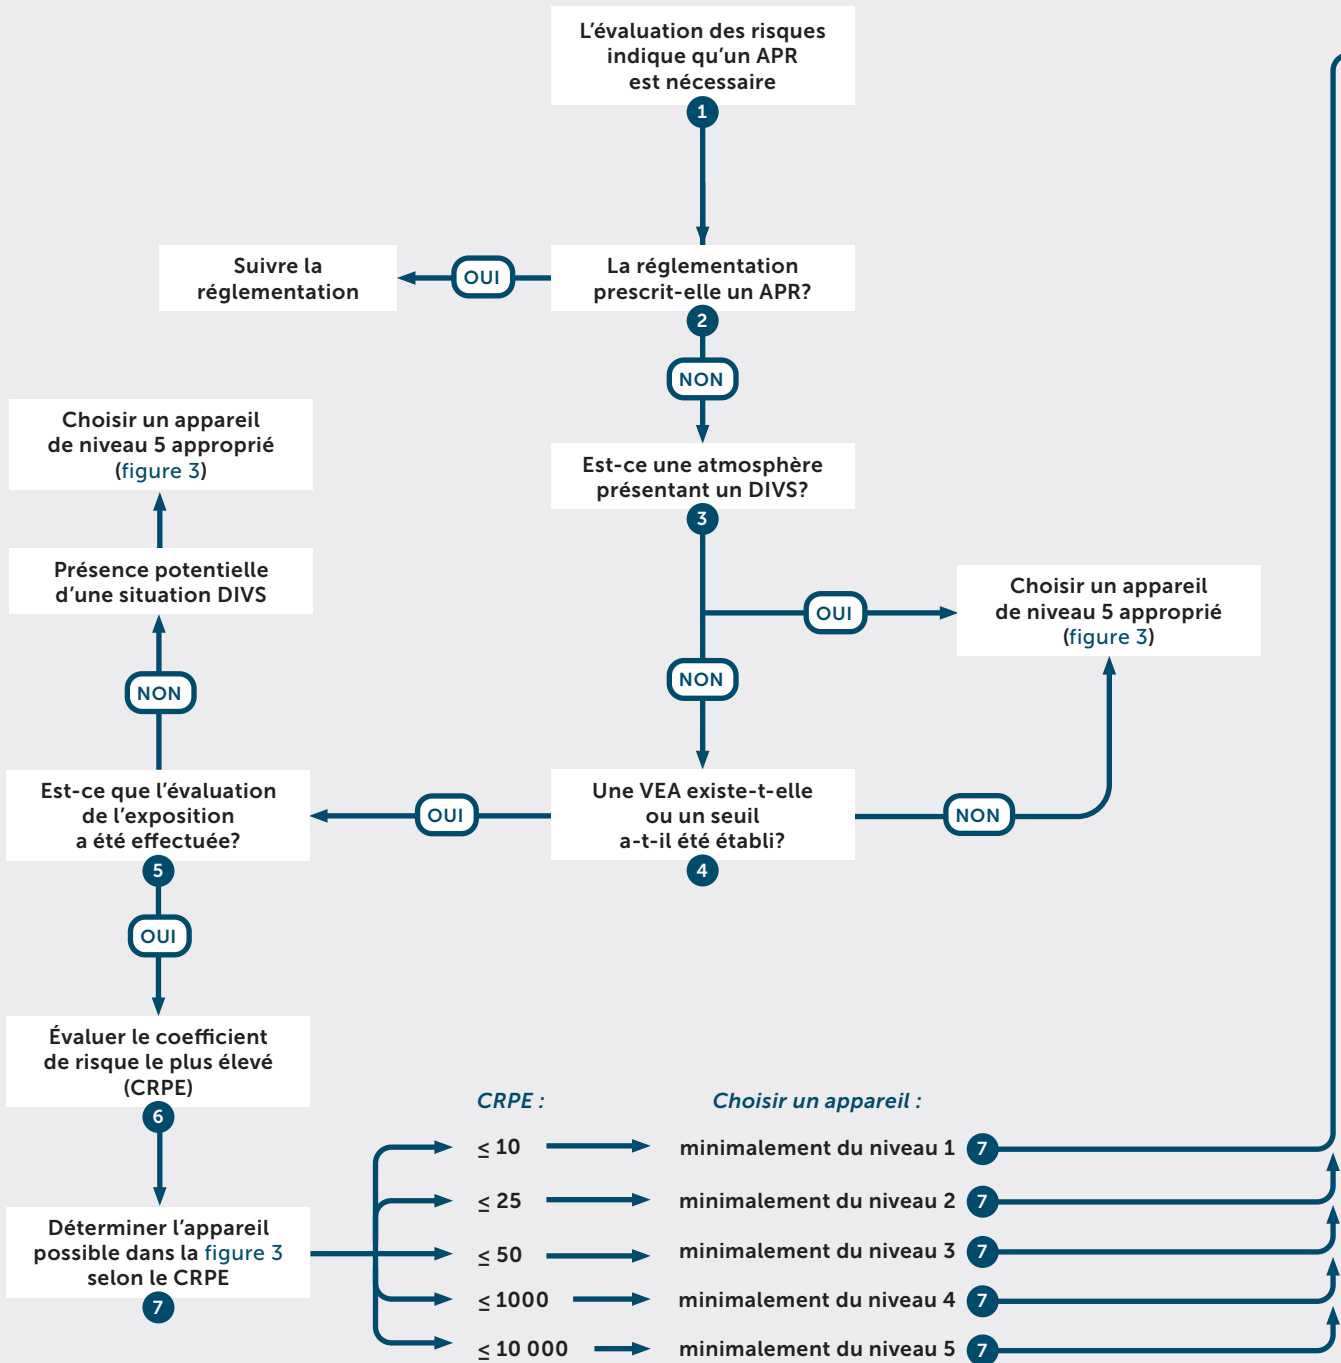 L'évaluation des risques
indique qu'un APR
est nécessaire
1
Suivre la
réglementation
OUI
La réglementation
prescrit-elle un APR?
2
NON
Choisir un appareil
de niveau 5 approprié
(figure 3)
Est-ce une atmosphère
présentant un DIVS?
3
Présence potentielle
d'une situation DIVS
OUI
Choisir un appareil
de niveau 5 approprié
(figure 3)
NON
NON
Est-ce que l'évaluation
de l'exposition
a été effectuée?
5
OUI
Une VEA existe-t-elle
ou un seuil
a-t-il été établi?
4
NON
OUI
Évaluer le coefficient
de risque le plus élevé
(CRPE)
6
Déterminer l'appareil
possible dans la figure 3
selon le CRPE
7
CRPE : Choisir un appareil :
≤ 10 minimalement du niveau 1 7
≤ 25 minimalement du niveau 2 7
≤ 50 minimalement du niveau 3 7
≤ 1000 minimalement du niveau 4 7
≤ 10 000 minimalement du niveau 5 7